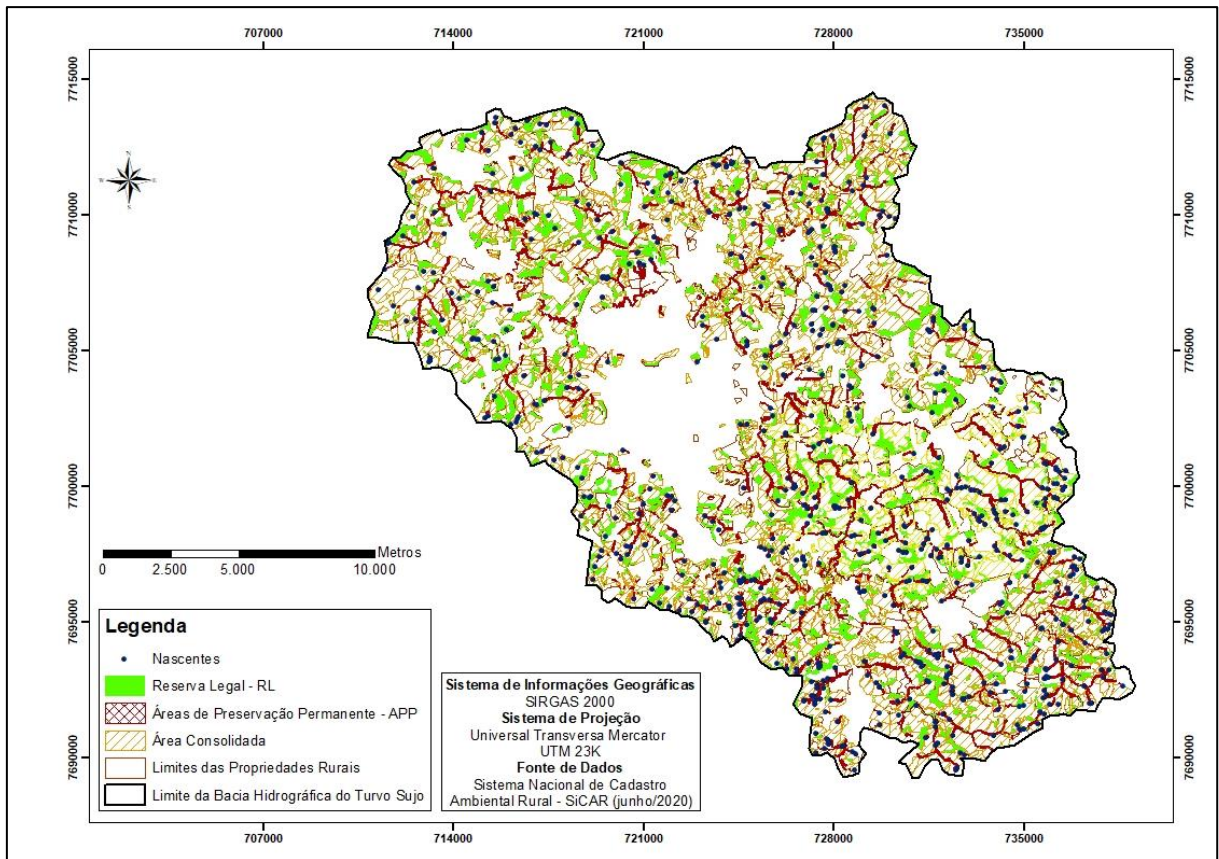 707000 714000 721000 728000 735000
7715000 7715000
N
W E
S
7710000 7710000
7705000 7705000
7700000 7700000
Metros
0 2.500 5.000 10.000
7695000 7695000
Legenda
Nascentes
Reserva Legal - RL
Áreas de Preservação Permanente - APP
Área Consolidada
Limites das Propriedades Rurais
Limite da Bacia Hidrográfica do Turvo Sujo
Sistema de Informações Geográficas
SIRGAS 2000
Sistema de Projeção
Universal Transversa Mercator
UTM 23K
Fonte de Dados
Sistema Nacional de Cadastro
Ambiental Rural - SiCAR (junho/2020)
7690000 7690000
707000 714000 721000 728000 735000